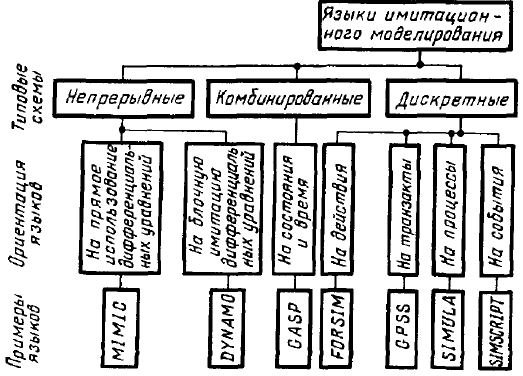 Языки имитацион-
ного моделирования
Типовые
схемы
Непрерывные
Комбинированные
Дискретные
Ориентация
языков
На прямое
использование
дифференциаль-
ных уравнений
На блочную
имитацию
дифференциаль-
ных уравнений
На состояния
и время
На действия
На транзакты
На процессы
На события
Примеры
языков
MIMIC
DYNAMO
GASP
FORSIM
GPSS
SIMULA
SIMSCRIPT